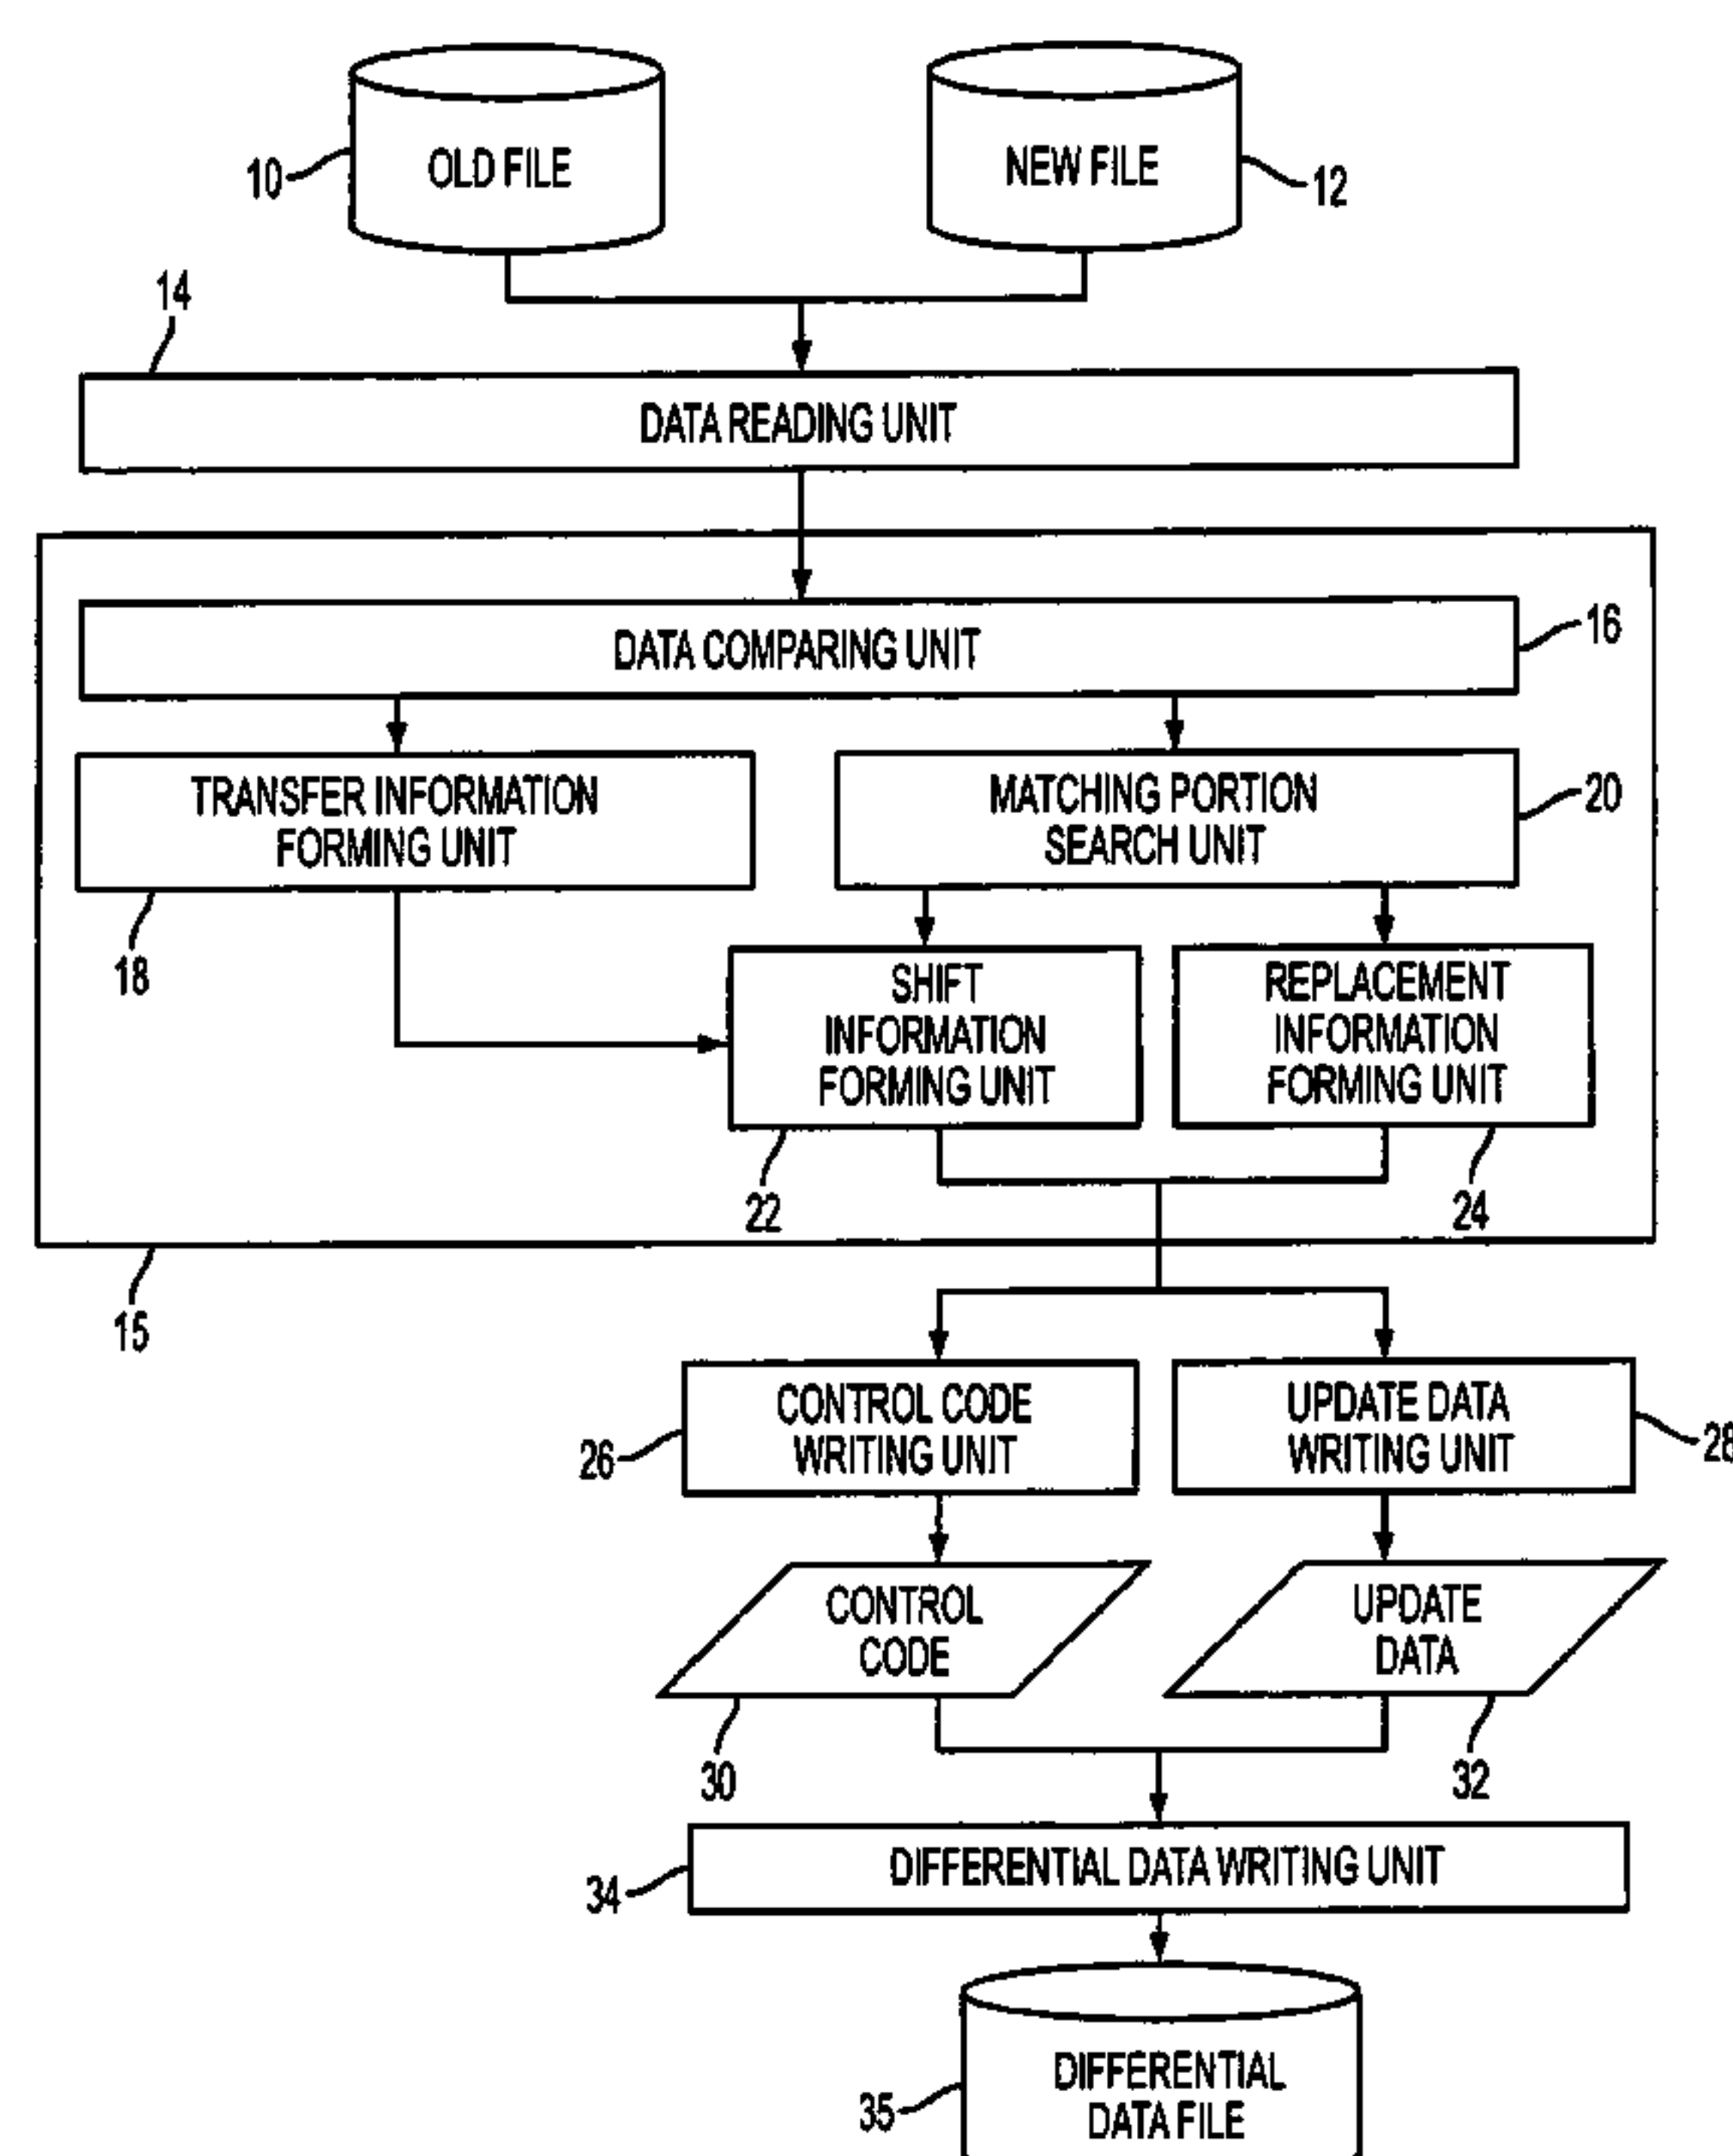 10
OLD FILE
NEW FILE
12
14
DATA READING UNIT
DATA COMPARING UNIT
16
TRANSFER INFORMATION
FORMING UNIT
18
MATCHING PORTION
SEARCH UNIT
20
SHIFT
INFORMATION
FORMING UNIT
22
REPLACEMENT
INFORMATION
FORMING UNIT
24
15
CONTROL CODE
WRITING UNIT
26
UPDATE DATA
WRITING UNIT
28
CONTROL
CODE
30
UPDATE
DATA
32
34
DIFFERENTIAL DATA WRITING UNIT
35
DIFFERENTIAL
DATA FILE